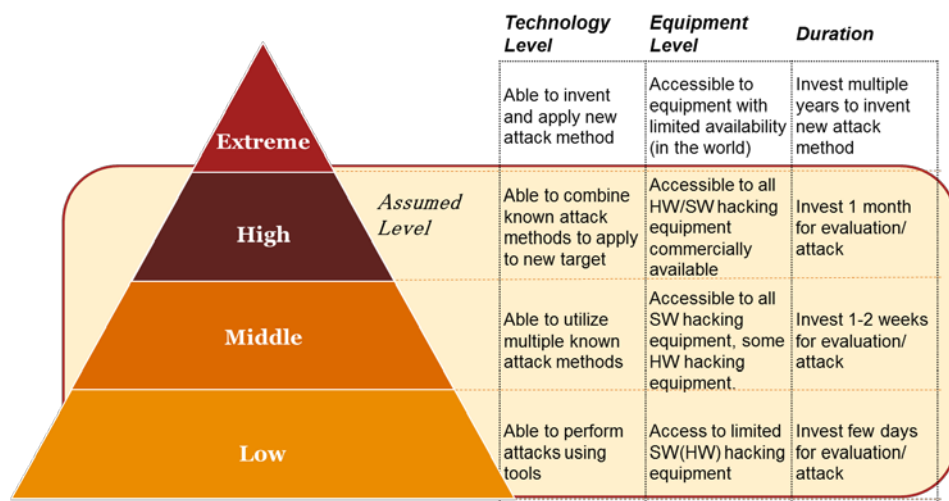 Technology
Level
Equipment
Level
Duration
Extreme
Able to invent
and apply new
attack method
Accessible to
equipment with
limited availability
(in the world)
Invest multiple
years to invent
new attack
method
Assumed
Level
High
Able to combine
known attack
methods to apply
to new target
Accessible to all
HW/SW hacking
equipment
commercially
available
Invest 1 month
for evaluation/
attack
Middle
Able to utilize
multiple known
attack methods
Accessible to all
SW hacking
equipment, some
HW hacking
equipment.
Invest 1-2 weeks
for evaluation/
attack
Low
Able to perform
attacks using
tools
Access to limited
SW(HW) hacking
equipment
Invest few days
for evaluation/
attack